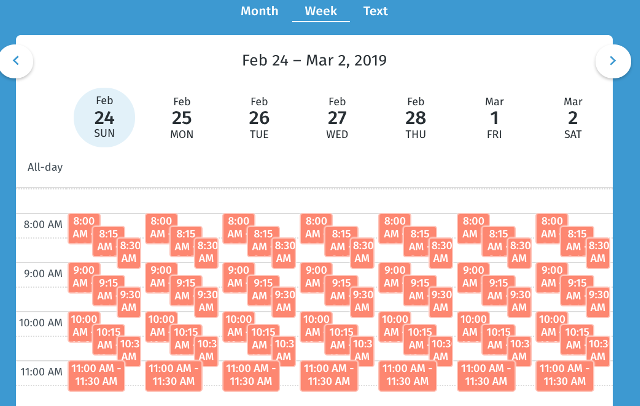 Month Week Text
Feb 24 – Mar 2, 2019
Feb Feb Feb Feb Feb Mar Mar
24 25 26 27 28 1 2
SUN MON TUE WED THU FRI SAT
All-day
8:00 AM
8:00 AM 8:15 AM 8:30 AM 8:00 AM 8:15 AM 8:30 AM 8:00 AM 8:15 AM 8:30 AM 8:00 AM 8:15 AM 8:30 AM 8:00 AM 8:15 AM 8:30 AM 8:00 AM 8:15 AM 8:30 AM 8:00 AM 8:15 AM 8:30 AM
9:00 AM
9:00 AM 9:15 AM 9:30 AM 9:00 AM 9:15 AM 9:30 AM 9:00 AM 9:15 AM 9:30 AM 9:00 AM 9:15 AM 9:30 AM 9:00 AM 9:15 AM 9:30 AM 9:00 AM 9:15 AM 9:30 AM 9:00 AM 9:15 AM 9:30 AM
10:00 AM
10:00 AM 10:15 AM 10:3 AM 10:00 AM 10:15 AM 10:3 AM 10:00 AM 10:15 AM 10:3 AM 10:00 AM 10:15 AM 10:3 AM 10:00 AM 10:15 AM 10:3 AM 10:00 AM 10:15 AM 10:3 AM 10:00 AM 10:15 AM 10:3 AM
11:00 AM
11:00 AM - 11:00 AM - 11:00 AM - 11:00 AM - 11:00 AM - 11:00 AM - 11:00 AM -
11:30 AM 11:30 AM 11:30 AM 11:30 AM 11:30 AM 11:30 AM 11:30 AM